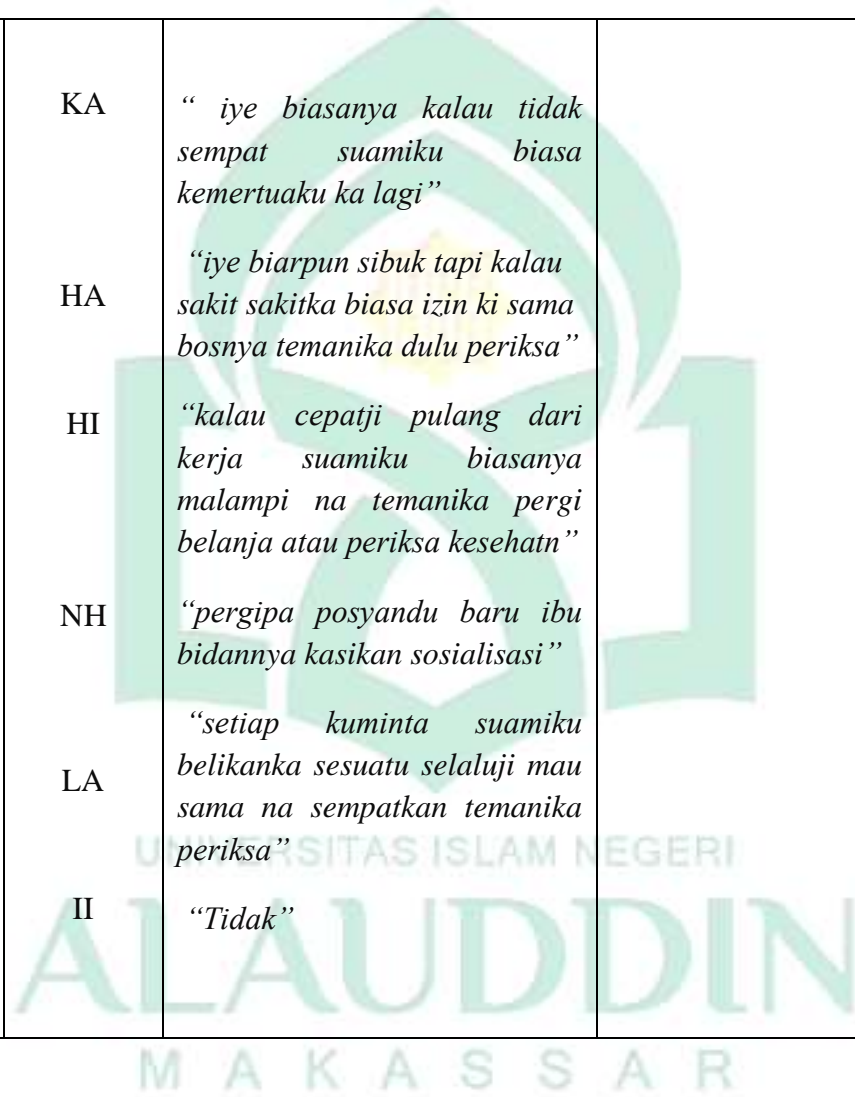 KA
“ iye biasanya kalau tidak
sempat suamiku biasa
kemertuaku ka lagi”
HA
“iye biarpun sibuk tapi kalau
sakit sakitka biasa izin ki sama
bosnya temanika dulu periksa”
HI
“kalau cepatji pulang dari
kerja suamiku biasanya
malampi na temanika pergi
belanja atau periksa kesehatn”
NH
“pergipa posyandu baru ibu
bidannya kasikan sosialisasi”
LA
“setiap kuminta suamiku
belikanka sesuatu selaluji mau
sama na sempatkan temanika
periksa”
II
“Tidak”
UNIVERSITAS ISLAM NEGERI
ALAUDDIN
MAKASSAR